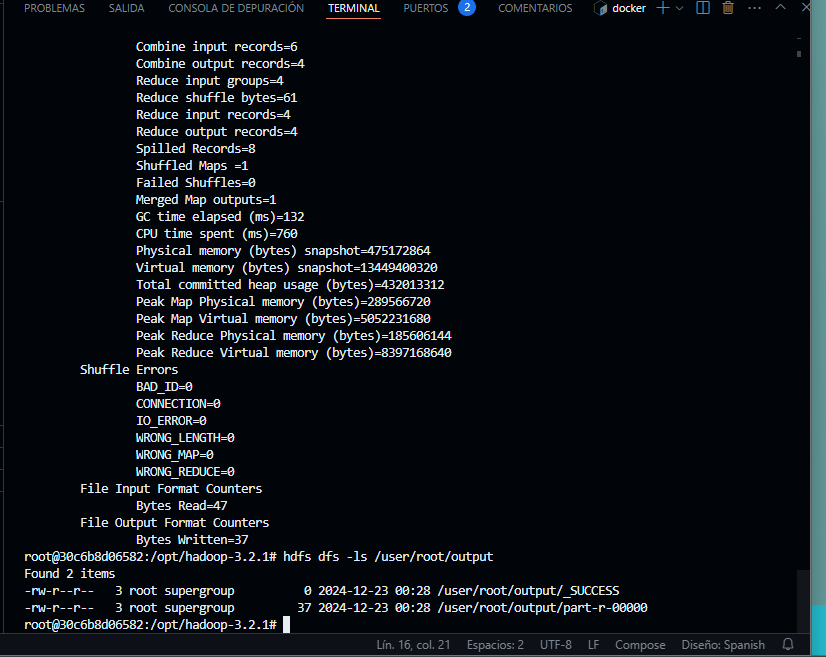 PROBLEMAS SALIDA CONSOLA DE DEPURACIÓN TERMINAL PUERTOS 2 COMENTARIOS docker
Combine input records=6
Combine output records=4
Reduce input groups=4
Reduce shuffle bytes=61
Reduce input records=4
Reduce output records=4
Spilled Records=8
Shuffled Maps =1
Failed Shuffles=0
Merged Map outputs=1
GC time elapsed (ms)=132
CPU time spent (ms)=760
Physical memory (bytes) snapshot=475172864
Virtual memory (bytes) snapshot=13449400320
Total committed heap usage (bytes)=432013312
Peak Map Physical memory (bytes)=289566720
Peak Map Virtual memory (bytes)=5052231680
Peak Reduce Physical memory (bytes)=185606144
Peak Reduce Virtual memory (bytes)=8397168640
Shuffle Errors
BAD_ID=0
CONNECTION=0
IO_ERROR=0
WRONG_LENGTH=0
WRONG_MAP=0
WRONG_REDUCE=0
File Input Format Counters
Bytes Read=47
File Output Format Counters
Bytes Written=37
root@30c6b8d06582:/opt/hadoop-3.2.1# hdfs dfs -ls /user/root/output
Found 2 items
-rw-r--r--   3 root supergroup          0 2024-12-23 00:28 /user/root/output/_SUCCESS
-rw-r--r--   3 root supergroup         37 2024-12-23 00:28 /user/root/output/part-r-00000
root@30c6b8d06582:/opt/hadoop-3.2.1#
Lín. 16, col. 21 Espacios: 2 UTF-8 LF Compose Diseño: Spanish